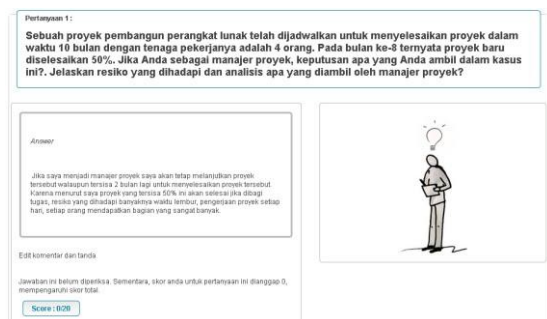 Pertanyaan 1 :
Sebuah proyek pembangun perangkat lunak telah dijadwalkan untuk menyelesaikan proyek dalam
waktu 10 bulan dengan tenaga pekerjanya adalah 4 orang. Pada bulan ke-8 ternyata proyek baru
diselesaikan 50%. Jika Anda sebagai manajer proyek, keputusan apa yang Anda ambil dalam kasus
ini?. Jelaskan resiko yang dihadapi dan analisis apa yang diambil oleh manajer proyek?
Answer
Jika saya menjadi manajer proyek saya akan tetap melanjutkan proyek
tersebut walaupun tersisa 2 bulan lagi untuk menyelesaikan proyek tersebut
Karena menurut saya proyek yang tersisa 50% ini akan selesai jika dibagi
tugas, resiko yang dihadapi banyaknya waktu lembur, pengerjaan proyek setiap
hari, setiap orang mendapatkan bagian yang sangat banyak.
Edit komentar dan tanda
Jawaban ini belum diperiksa. Sementara, skor anda untuk pertanyaan ini dianggap 0,
mempengaruhi skor total.
Score : 0/20